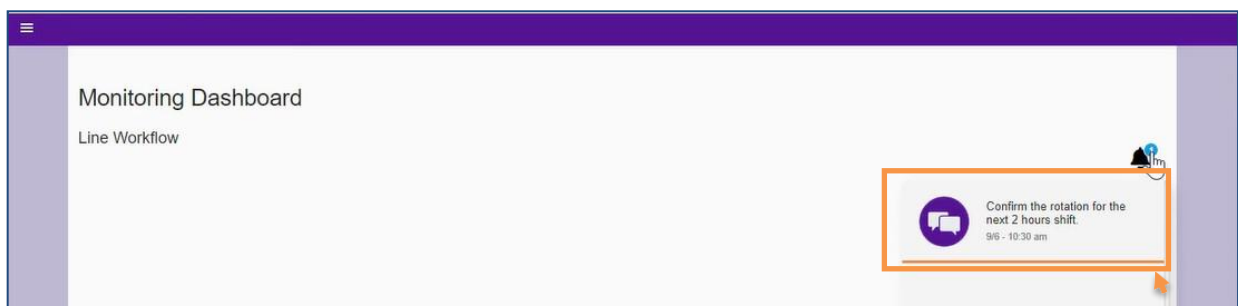 Monitoring Dashboard
Line Workflow
Confirm the rotation for the
next 2 hours shift.
9/6 - 10:30 am